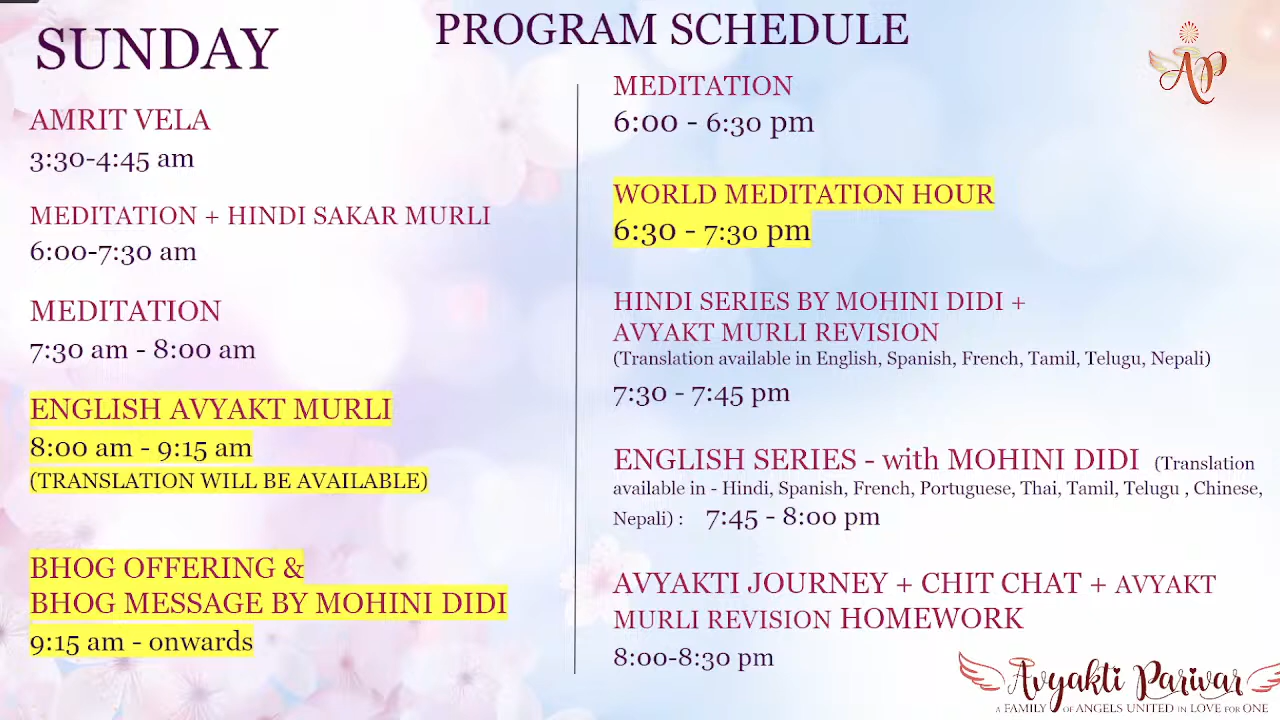 PROGRAM SCHEDULE
SUNDAY
AMRIT VELA
3:30-4:45 am
MEDITATION + HINDI SAKAR MURLI
6:00-7:30 am
MEDITATION
7:30 am - 8:00 am
ENGLISH AVYAKT MURLI
8:00 am - 9:15 am
(TRANSLATION WILL BE AVAILABLE)
BHOG OFFERING &
BHOG MESSAGE BY MOHINI DIDI
9:15 am - onwards
MEDITATION
6:00 - 6:30 pm
WORLD MEDITATION HOUR
6:30 - 7:30 pm
HINDI SERIES BY MOHINI DIDI +
AVYAKT MURLI REVISION
(Translation available in English, Spanish, French, Tamil, Telugu, Nepali)
7:30 - 7:45 pm
ENGLISH SERIES - with MOHINI DIDI (Translation
available in - Hindi, Spanish, French, Portuguese, Thai, Tamil, Telugu , Chinese,
Nepali) : 7:45 - 8:00 pm
AVYAKTI JOURNEY + CHIT CHAT + AVYAKT
MURLI REVISION HOMEWORK
8:00-8:30 pm
AP
Avyakti Parivar
A FAMILY OF ANGELS UNITED IN LOVE FOR ONE